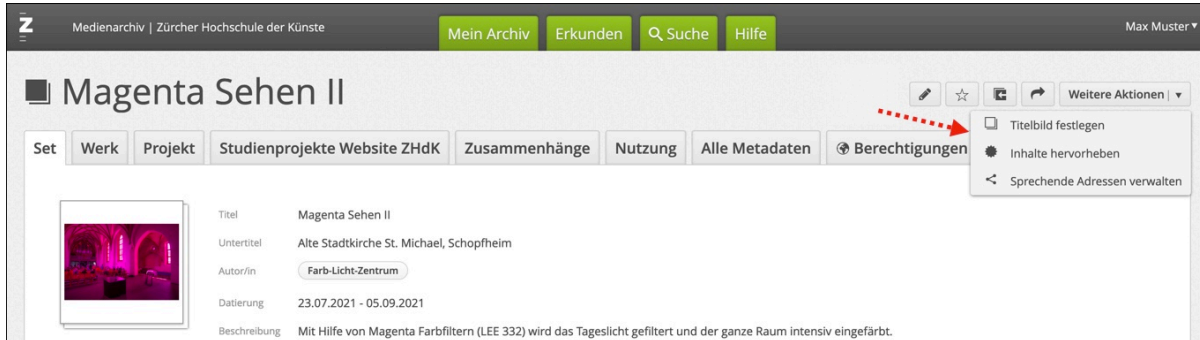 Z
Medienarchiv | Zürcher Hochschule der Künste
Mein Archiv
Erkunden
Suche
Hilfe
Max Muster
Magenta Sehen II
Weitere Aktionen |
Titelbild festlegen
Inhalte hervorheben
Sprechende Adressen verwalten
Set
Werk
Projekt
Studienprojekte Website ZHdK
Zusammenhänge
Nutzung
Alle Metadaten
Berechtigungen
Titel Magenta Sehen II
Untertitel Alte Stadtkirche St. Michael, Schopfheim
Autor/in Farb-Licht-Zentrum
Datierung 23.07.2021 - 05.09.2021
Beschreibung Mit Hilfe von Magenta Farbfiltern (LEE 332) wird das Tageslicht gefiltert und der ganze Raum intensiv eingefärbt.